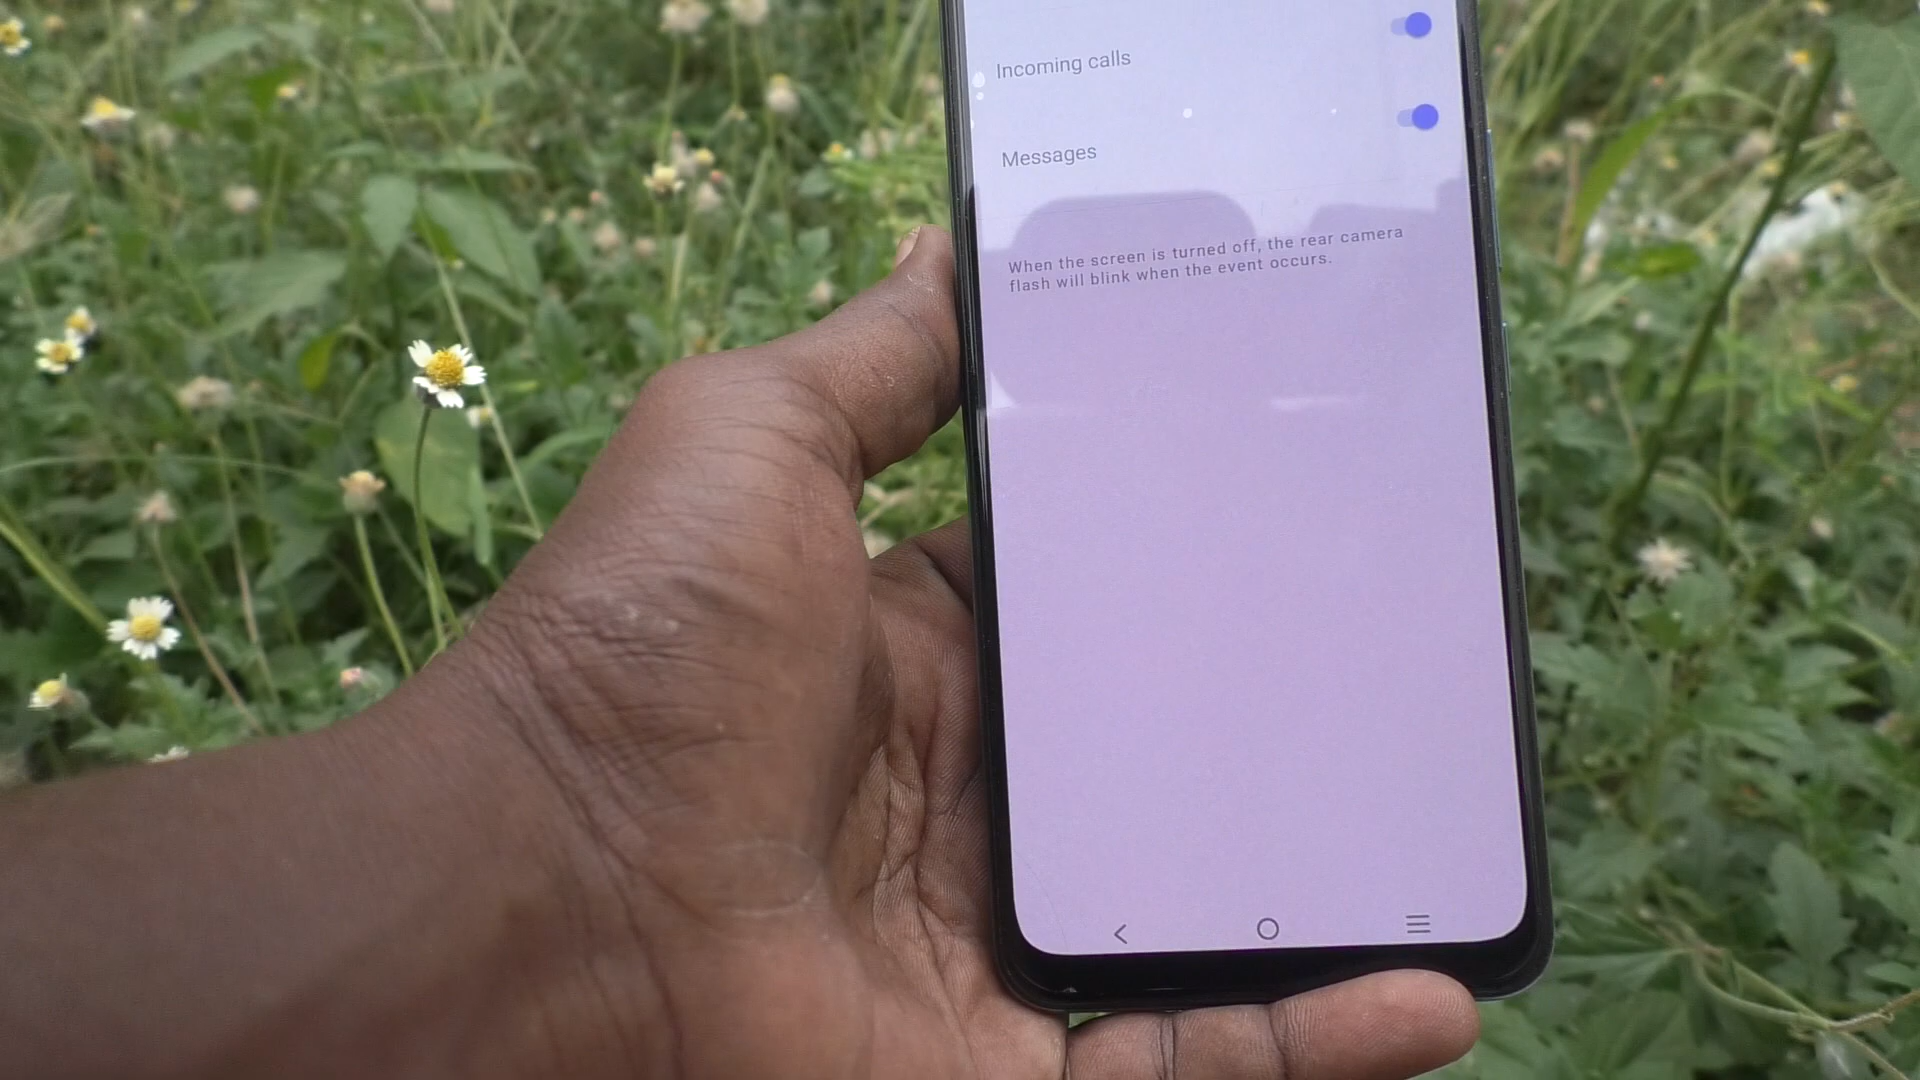 Incoming calls
Messages
When the screen is turned off, the rear camera
flash will blink when the event occurs.